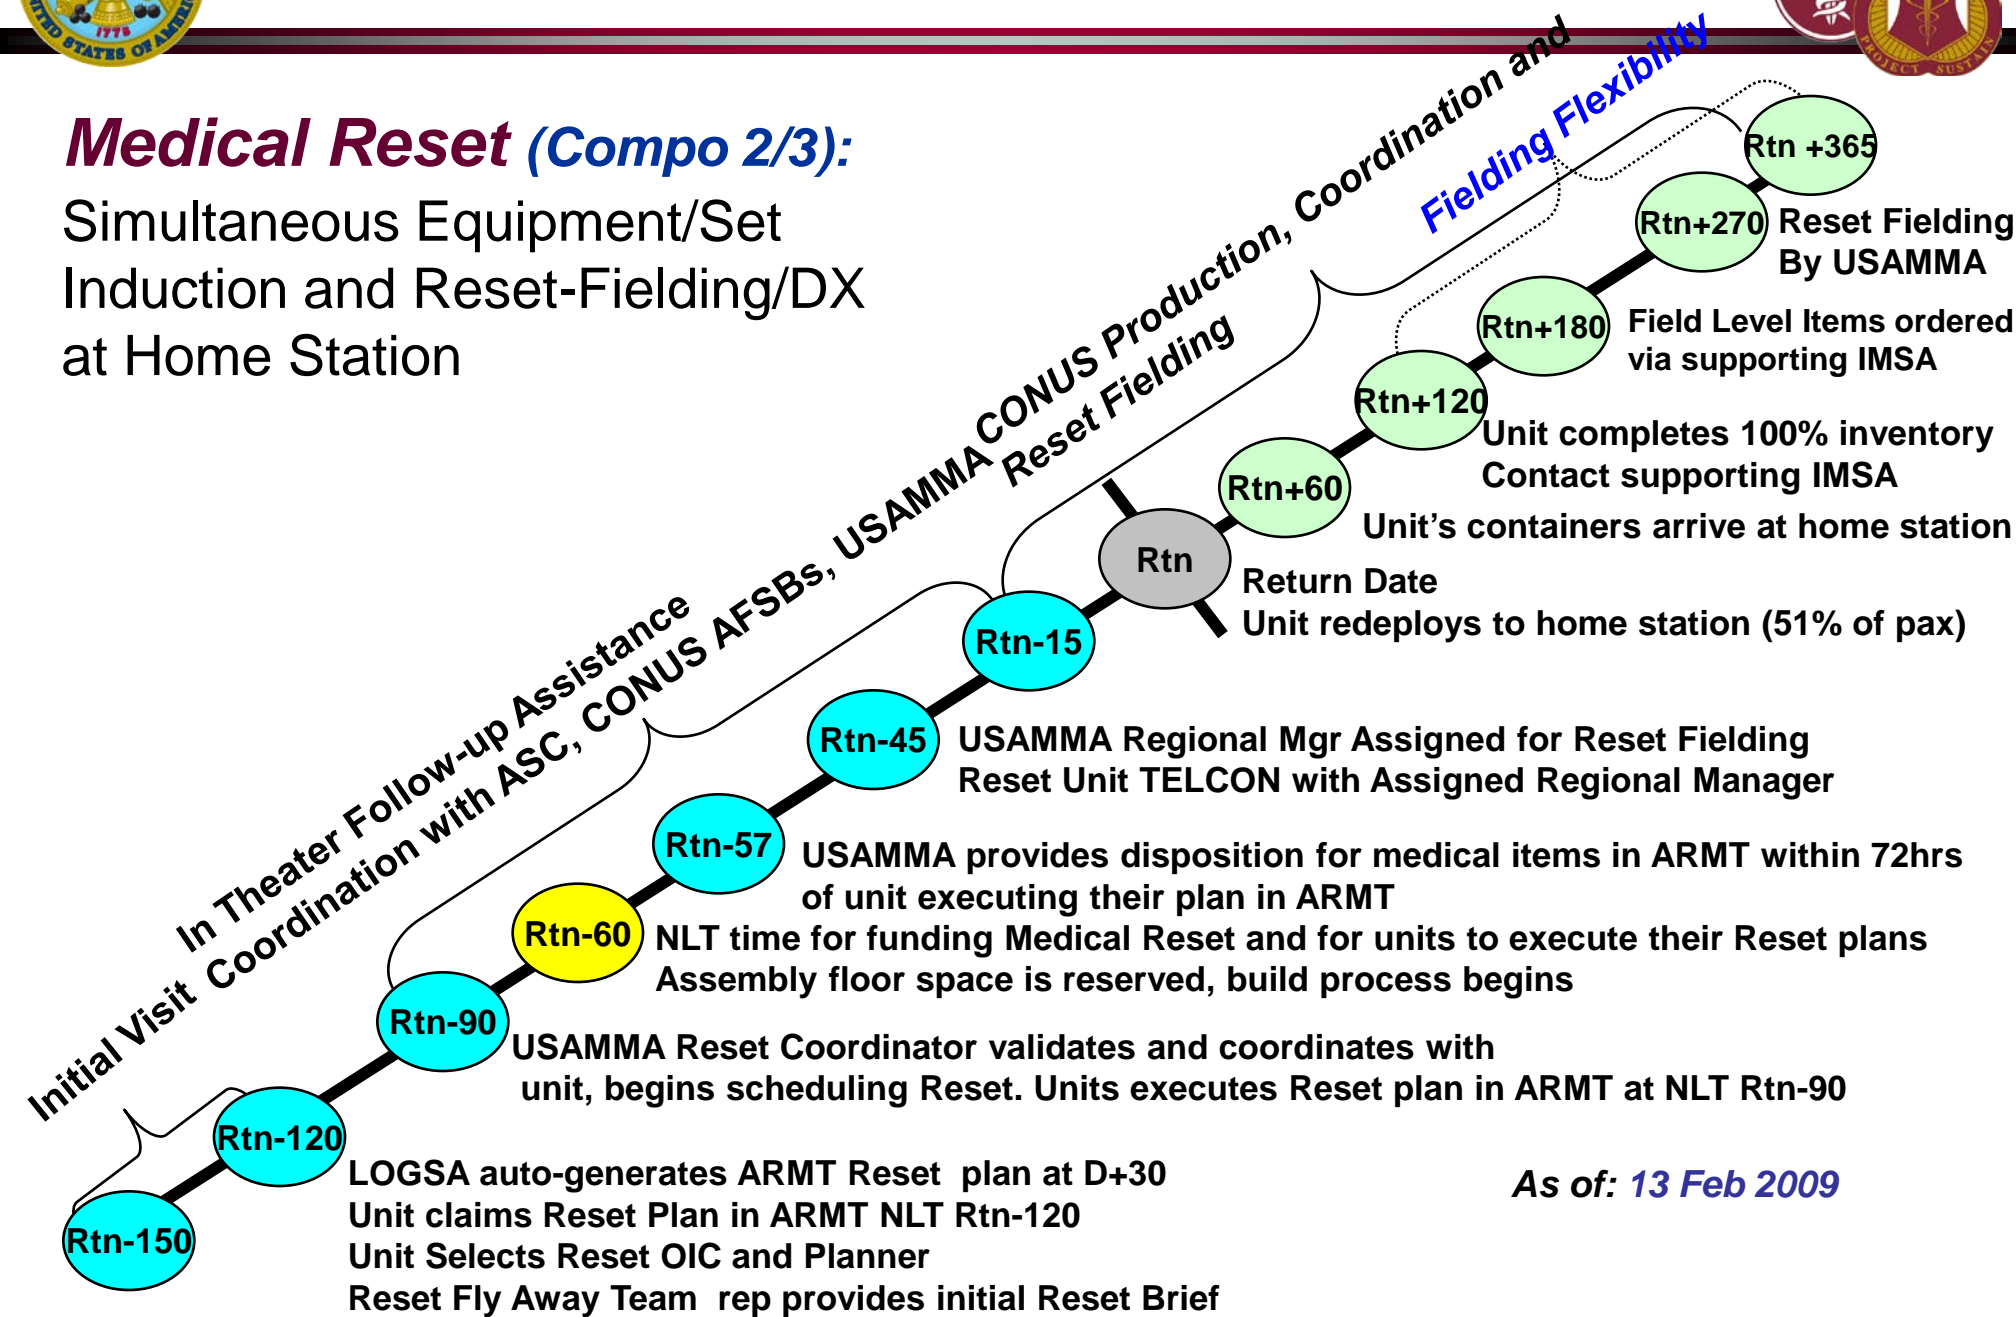 1775
UNITED STATES OF AMERICA
PROJECT SUSTAIN
Medical Reset (Compo 2/3):
Simultaneous Equipment/Set
Induction and Reset-Fielding/DX
at Home Station
Initial Visit
In Theater Follow-up Assistance
Coordination with ASC, CONUS AFSBs, USAMMA
CONUS Production, Coordination and
Reset Fielding
Fielding Flexibility
Rtn +365
Rtn+270
Reset Fielding
By USAMMA
Rtn+180
Field Level Items ordered
via supporting IMSA
Rtn+120
Unit completes 100% inventory
Contact supporting IMSA
Rtn+60
Unit's containers arrive at home station
Rtn
Return Date
Unit redeploys to home station (51% of pax)
Rtn-15
Rtn-45
USAMMA Regional Mgr Assigned for Reset Fielding
Reset Unit TELCON with Assigned Regional Manager
Rtn-57
USAMMA provides disposition for medical items in ARMT within 72hrs
of unit executing their plan in ARMT
Rtn-60
NLT time for funding Medical Reset and for units to execute their Reset plans
Assembly floor space is reserved, build process begins
Rtn-90
USAMMA Reset Coordinator validates and coordinates with
unit, begins scheduling Reset. Units executes Reset plan in ARMT at NLT Rtn-90
Rtn-120
LOGSA auto-generates ARMT Reset plan at D+30
Unit claims Reset Plan in ARMT NLT Rtn-120
Unit Selects Reset OIC and Planner
Reset Fly Away Team rep provides initial Reset Brief
Rtn-150
As of: 13 Feb 2009